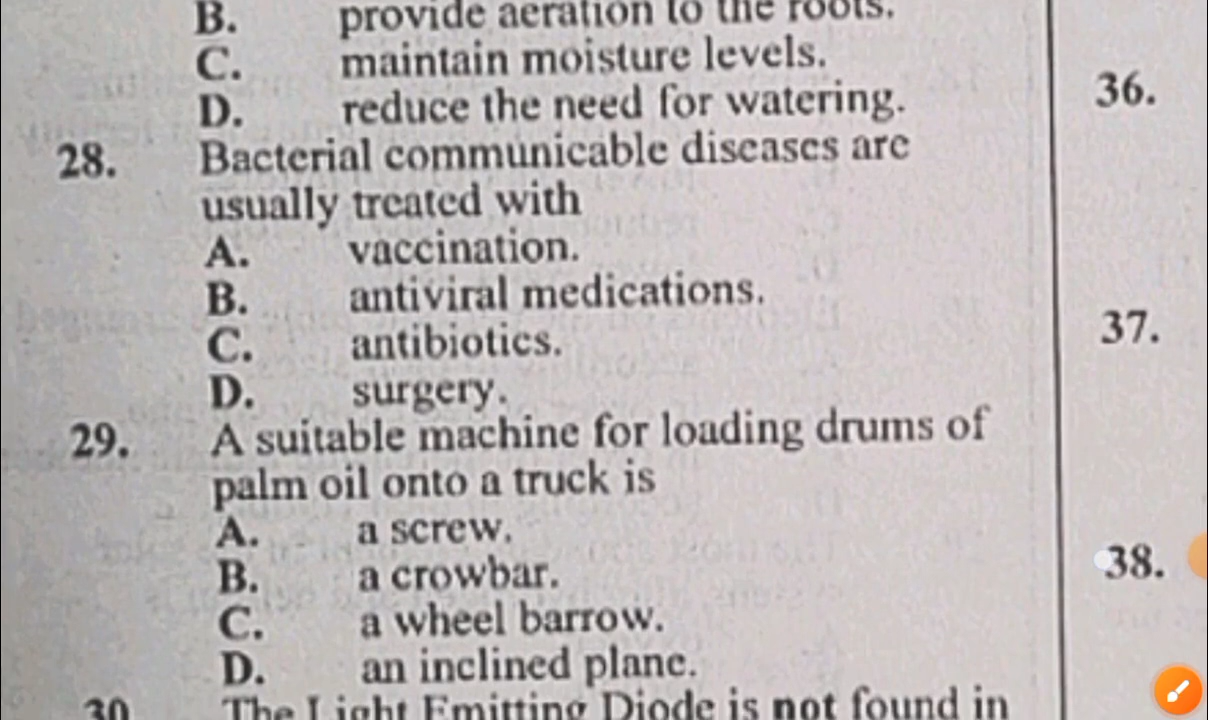 B. provide aeration to the roots.
C. maintain moisture levels.
D. reduce the need for watering.
28. Bacterial communicable diseases are
usually treated with
A. vaccination.
B. antiviral medications.
C. antibiotics.
D. surgery.
29. A suitable machine for loading drums of
palm oil onto a truck is
A. a screw.
B. a crowbar.
C. a wheel barrow.
D. an inclined plane.
30 The Light Emitting Diode is not found in
36.
37.
38.